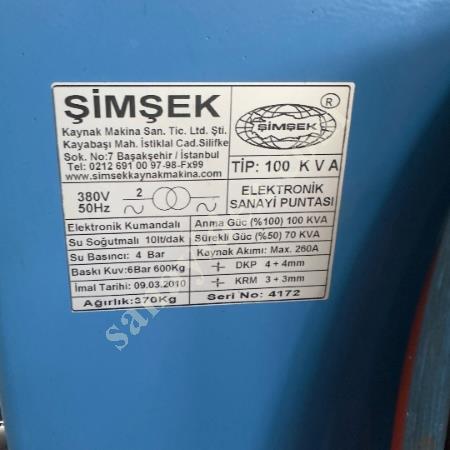 ŞİMŞEK
Kaynak Makina San. Tic. Ltd. Şti.
Kayabaşı Mah. İstiklal Cad.Silifke
Sok. No:7 Başakşehir / İstanbul
Tel: 0212 691 00 97-98-Fx99
www.simsekkaynakmakina.com
ŞİMŞEK
®
TİP: 100 K V A
380V
50Hz
2
ELEKTRONİK
SANAYİ PUNTASI
Elektronik Kumandalı
Anma Güc (%100) 100 KVA
Su Soğutmalı 10lt/dak
Sürekli Güc (%50) 70 KVA
Su Basıncı: 4 Bar
Kaynak Akımı: Max. 260A
Baskı Kuv:6Bar 600Kg
DKP 4+4mm
İmal Tarihi: 09.03.2010
KRM 3+3mm
Ağırlık:370Kg
Seri No: 4172